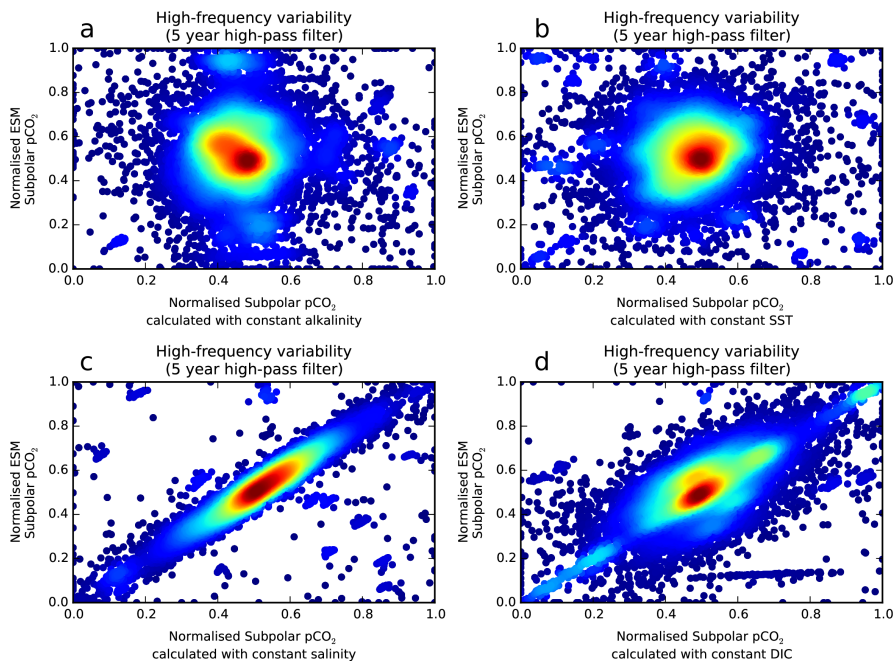 a
High-frequency variability
(5 year high-pass filter)
1.0
0.8
0.6
0.4
0.2
0.0
Normalised ESM
Subpolar pCO₂
0.0 0.2 0.4 0.6 0.8 1.0
Normalised Subpolar pCO₂
calculated with constant alkalinity
b
High-frequency variability
(5 year high-pass filter)
1.0
0.8
0.6
0.4
0.2
0.0
Normalised ESM
Subpolar pCO₂
0.0 0.2 0.4 0.6 0.8 1.0
Normalised Subpolar pCO₂
calculated with constant SST
c
High-frequency variability
(5 year high-pass filter)
1.0
0.8
0.6
0.4
0.2
0.0
Normalised ESM
Subpolar pCO₂
0.0 0.2 0.4 0.6 0.8 1.0
Normalised Subpolar pCO₂
calculated with constant salinity
d
High-frequency variability
(5 year high-pass filter)
1.0
0.8
0.6
0.4
0.2
0.0
Normalised ESM
Subpolar pCO₂
0.0 0.2 0.4 0.6 0.8 1.0
Normalised Subpolar pCO₂
calculated with constant DIC